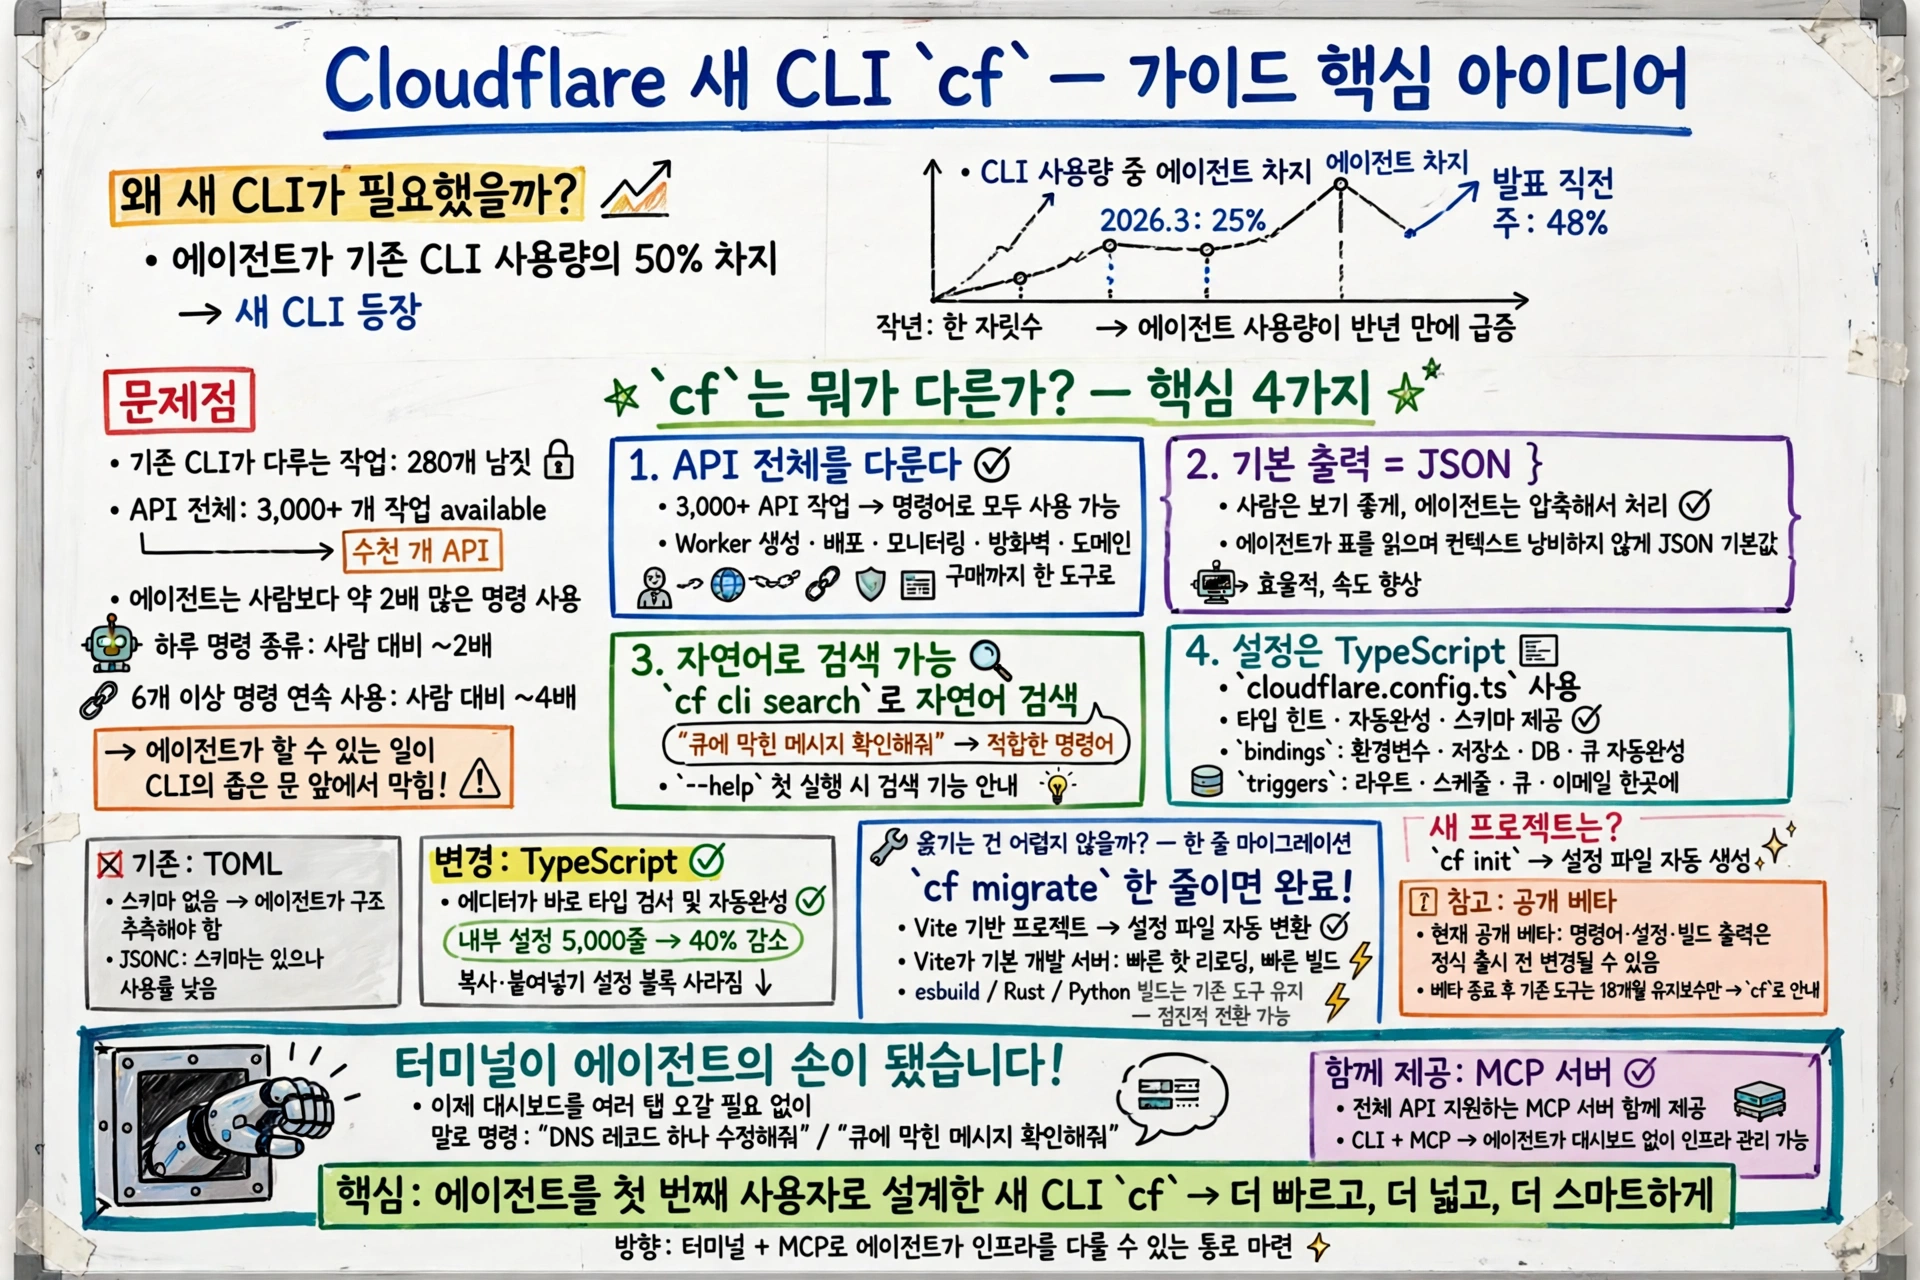 Cloudflare 새 CLI `cf` — 가이드 핵심 아이디어
왜 새 CLI가 필요했을까?
• 에이전트가 기존 CLI 사용량의 50% 차지
→ 새 CLI 등장
• CLI 사용량 중 에이전트 차지
에이전트 차지
발표 직전
주: 48%
2026.3: 25%
작년: 한 자릿수
→ 에이전트 사용량이 반년 만에 급증
문제점
• 기존 CLI가 다루는 작업: 280개 남짓
• API 전체: 3,000+ 개 작업 available
수천 개 API
• 에이전트는 사람보다 약 2배 많은 명령 사용
하루 명령 종류: 사람 대비 ~2배
6개 이상 명령 연속 사용: 사람 대비 ~4배
→ 에이전트가 할 수 있는 일이
CLI의 좁은 문 앞에서 막힘!
`cf`는 뭐가 다른가? — 핵심 4가지
1. API 전체를 다룬다
• 3,000+ API 작업 → 명령어로 모두 사용 가능
• Worker 생성 · 배포 · 모니터링 · 방화벽 · 도메인
구매까지 한 도구로
2. 기본 출력 = JSON }
• 사람은 보기 좋게, 에이전트는 압축해서 처리
• 에이전트가 표를 읽으며 컨텍스트 낭비하지 않게 JSON 기본값
효율적, 속도 향상
3. 자연어로 검색 가능
`cf cli search`로 자연어 검색
“큐에 막힌 메시지 확인해줘” → 적합한 명령어
• `--help` 첫 실행 시 검색 기능 안내
4. 설정은 TypeScript
• `cloudflare.config.ts` 사용
• 타입 힌트 · 자동완성 · 스키마 제공
• `bindings`: 환경변수 · 저장소 · DB · 큐 자동완성
`triggers`: 라우트 · 스케줄 · 큐 · 이메일 한곳에
기존: TOML
• 스키마 없음 → 에이전트가 구조
추측해야 함
• JSONC: 스키마는 있으나
사용률 낮음
변경: TypeScript
• 에디터가 바로 타입 검서 및 자동완성
내부 설정 5,000줄 → 40% 감소
복사·붙여넣기 설정 블록 사라짐 ↓
옮기는 건 어렵지 않을까? — 한 줄 마이그레이션
`cf migrate` 한 줄이면 완료!
• Vite 기반 프로젝트 → 설정 파일 자동 변환
• Vite가 기본 개발 서버: 빠른 핫 리로딩, 빠른 빌드
• esbuild / Rust / Python 빌드는 기존 도구 유지
— 점진적 전환 가능
새 프로젝트는?
`cf init` → 설정 파일 자동 생성
참고: 공개 베타
• 현재 공개 베타: 명령어·설정·빌드 출력은
정식 출시 전 변경될 수 있음
• 베타 종료 후 기존 도구는 18개월 유지보수만 → `cf`로 안내
터미널이 에이전트의 손이 됐습니다!
• 이제 대시보드를 여러 탭 오갈 필요 없이
말로 명령: “DNS 레코드 하나 수정해줘” / “큐에 막힌 메시지 확인해줘”
함께 제공: MCP 서버
• 전체 API 지원하는 MCP 서버 함께 제공
• CLI + MCP → 에이전트가 대시보드 없이 인프라 관리 가능
핵심: 에이전트를 첫 번째 사용자로 설계한 새 CLI `cf` → 더 빠르고, 더 넓고, 더 스마트하게
방향: 터미널 + MCP로 에이전트가 인프라를 다룰 수 있는 통로 마련